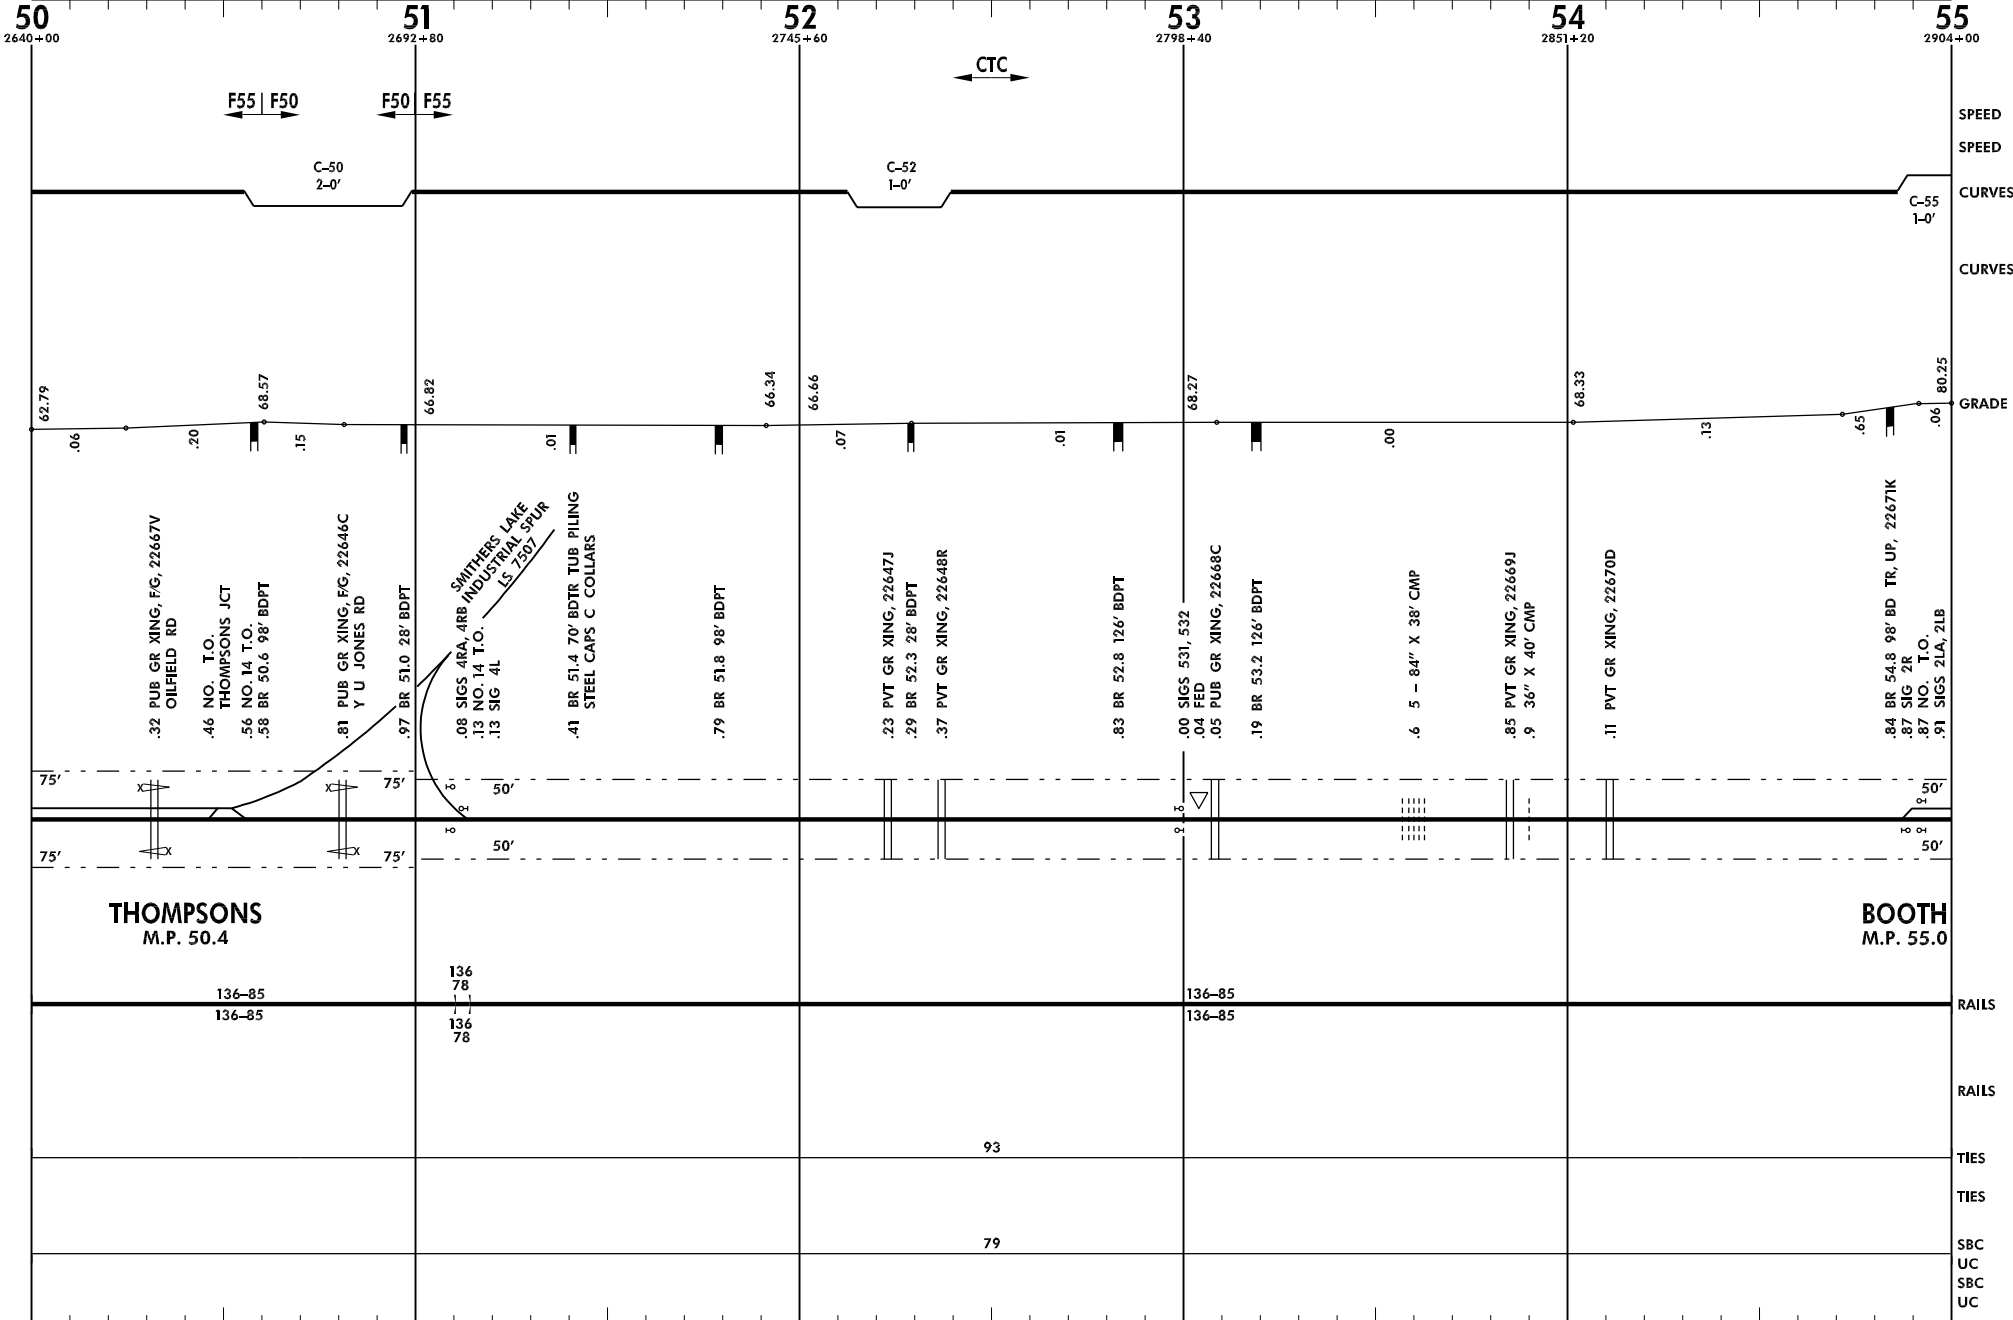 50 51 52 53 54 55
2640+00 2692+80 2745+60 2798+40 2851+20 2904+00
CTC
F55 F50 F50 F55
SPEED
SPEED
C–50
2–0'
C–52
1–0'
CURVES
C–55
1–0'
CURVES
62.79 68.57 66.82 66.34 66.66 68.27 68.33 80.25
GRADE
.06 .20 .15 .01 .07 .01 .00 .13 .65 .06
.32 PUB GR XING, F/G, 22667V
OILFIELD RD
.46 NO. T.O.
THOMPSONS JCT
.56 NO. 14 T.O.
.58 BR 50.6 98' BDPT
.81 PUB GR XING, F/G, 22646C
Y U JONES RD
.97 BR 51.0 28' BDPT
SMITHERS LAKE
INDUSTRIAL SPUR
LS 7507
.08 SIGS 4RA, 4RB
.13 NO. 14 T.O.
.13 SIG 4L
.41 BR 51.4 70' BDTR TUB PILING
STEEL CAPS C COLLARS
.79 BR 51.8 98' BDPT
.23 PVT GR XING, 22647J
.29 BR 52.3 28' BDPT
.37 PVT GR XING, 22648R
.83 BR 52.8 126' BDPT
.00 SIGS 531, 532
.04 FED
.05 PUB GR XING, 22668C
.19 BR 53.2 126' BDPT
.6 5 – 84" X 38' CMP
.85 PVT GR XING, 22669J
.9 36" X 40' CMP
.11 PVT GR XING, 22670D
.84 BR 54.8 98' BD TR, UP, 22671K
.87 SIG 2R
.87 NO. T.O.
.91 SIGS 2LA, 2LB
75' X X 75' 50' 50'
75' X X 75' 50' 50'
THOMPSONS
M.P. 50.4
BOOTH
M.P. 55.0
136
78
136–85 136–85
RAILS
136–85 136–85
136
78
RAILS
93
TIES
TIES
79
SBC
UC
SBC
UC